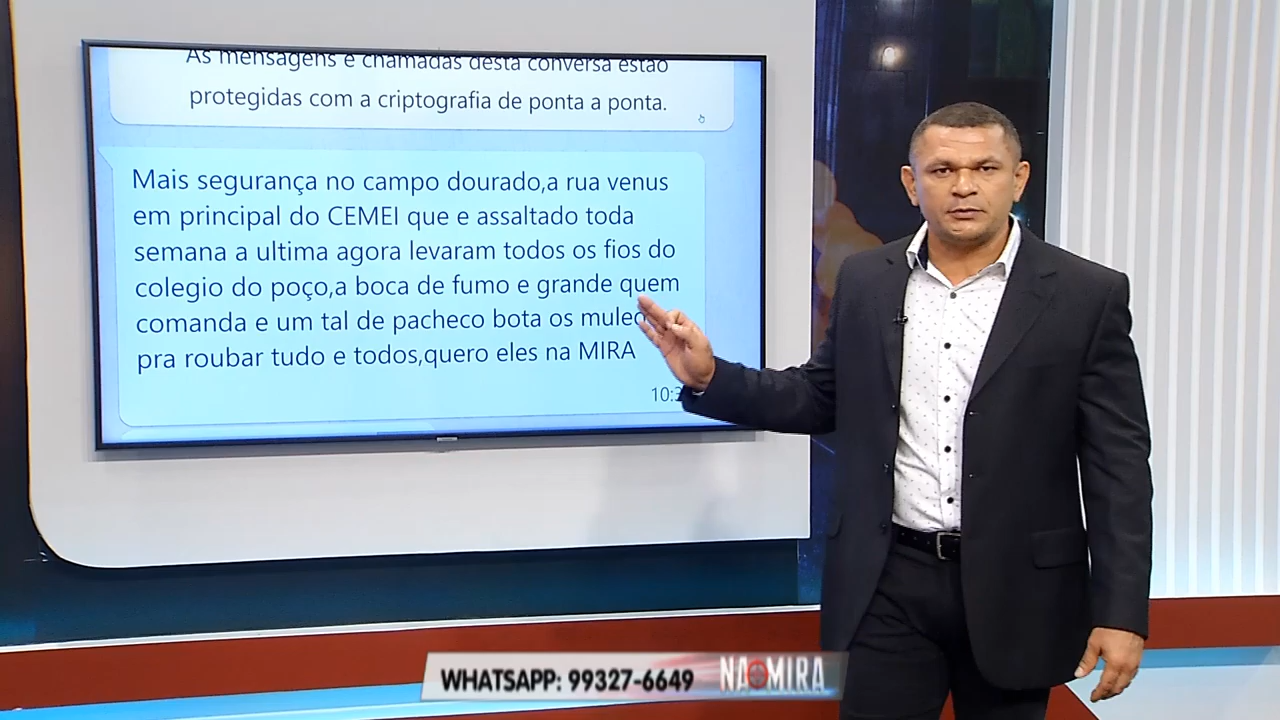 As mensagens e chamadas desta conversa estão
protegidas com a criptografia de ponta a ponta.
Mais segurança no campo dourado,a rua venus
em principal do CEMEI que e assaltado toda
semana a ultima agora levaram todos os fios do
colegio do poço,a boca de fumo e grande quem
comanda e um tal de pacheco bota os
pra roubar tudo e todos,quero eles na MIRA
WHATSAPP: 99327-6649 NA MIRA